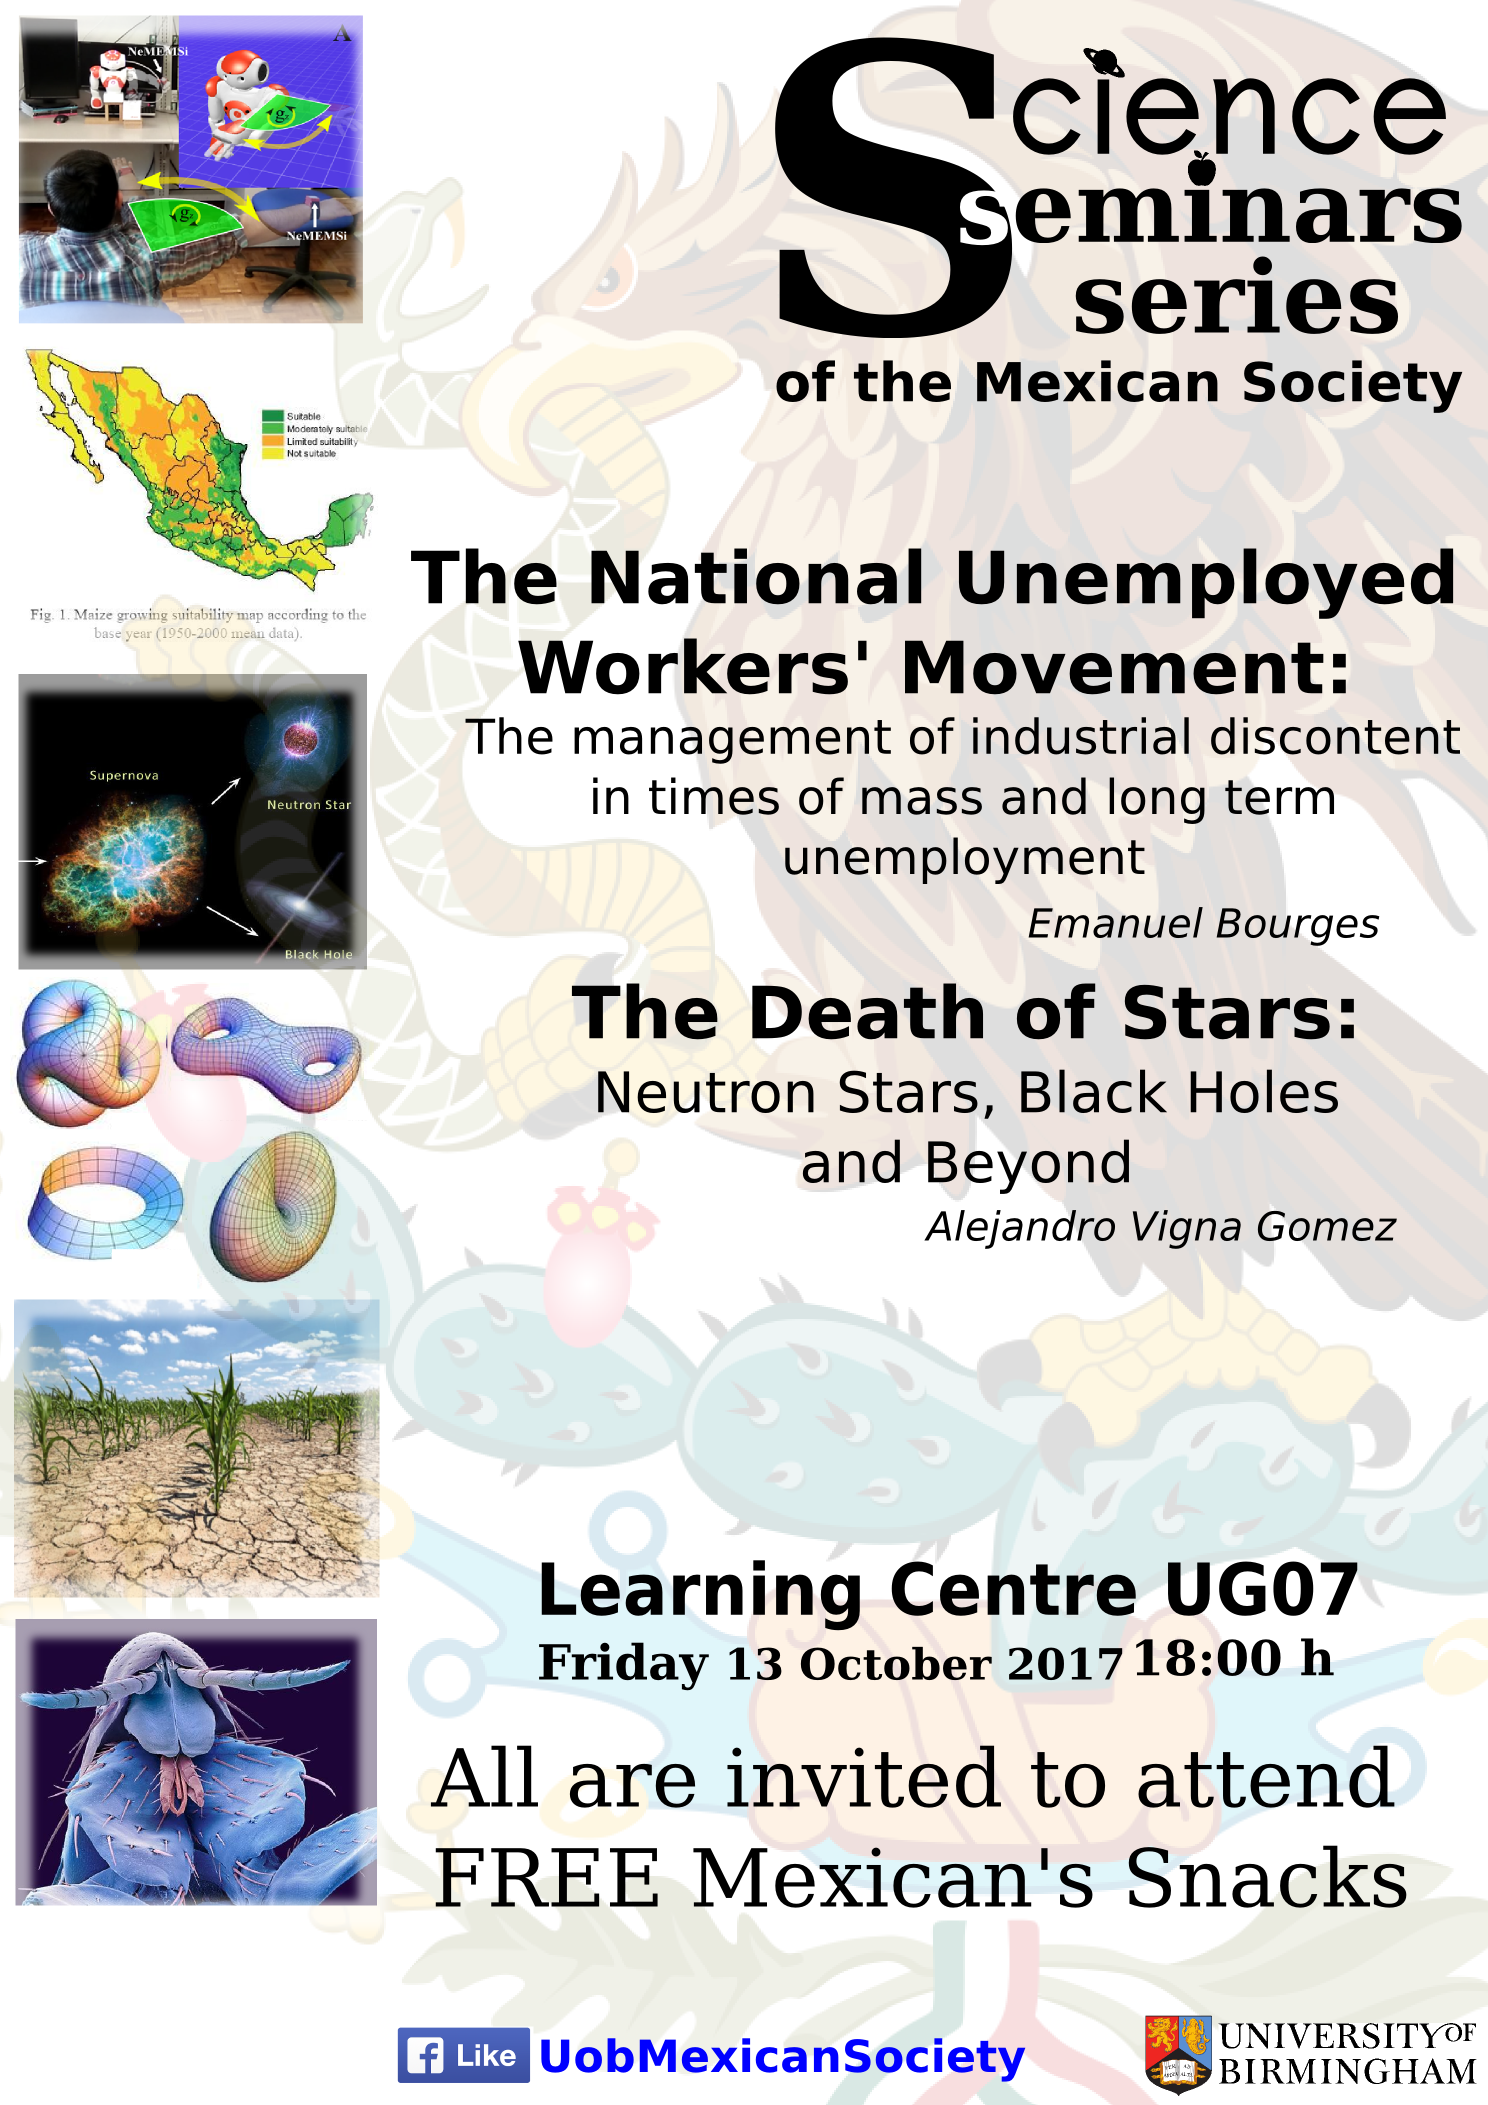 A
NeMEMSi
g
g
NeMEMSi
Science
seminars
series
of the Mexican Society
Suitable
Moderately suitable
Limited suitability
Not suitable
Fig. 1. Maize growing suitability map according to the
base year (1950-2000 mean data).
Supernova
Neutron Star
Black Hole
The National Unemployed
Workers' Movement:
The management of industrial discontent
in times of mass and long term
unemployment
Emanuel Bourges
The Death of Stars:
Neutron Stars, Black Holes
and Beyond
Alejandro Vigna Gomez
Learning Centre UG07
Friday 13 October 2017 18:00 h
All are invited to attend
FREE Mexican's Snacks
Like UobMexicanSociety
UNIVERSITY OF
BIRMINGHAM